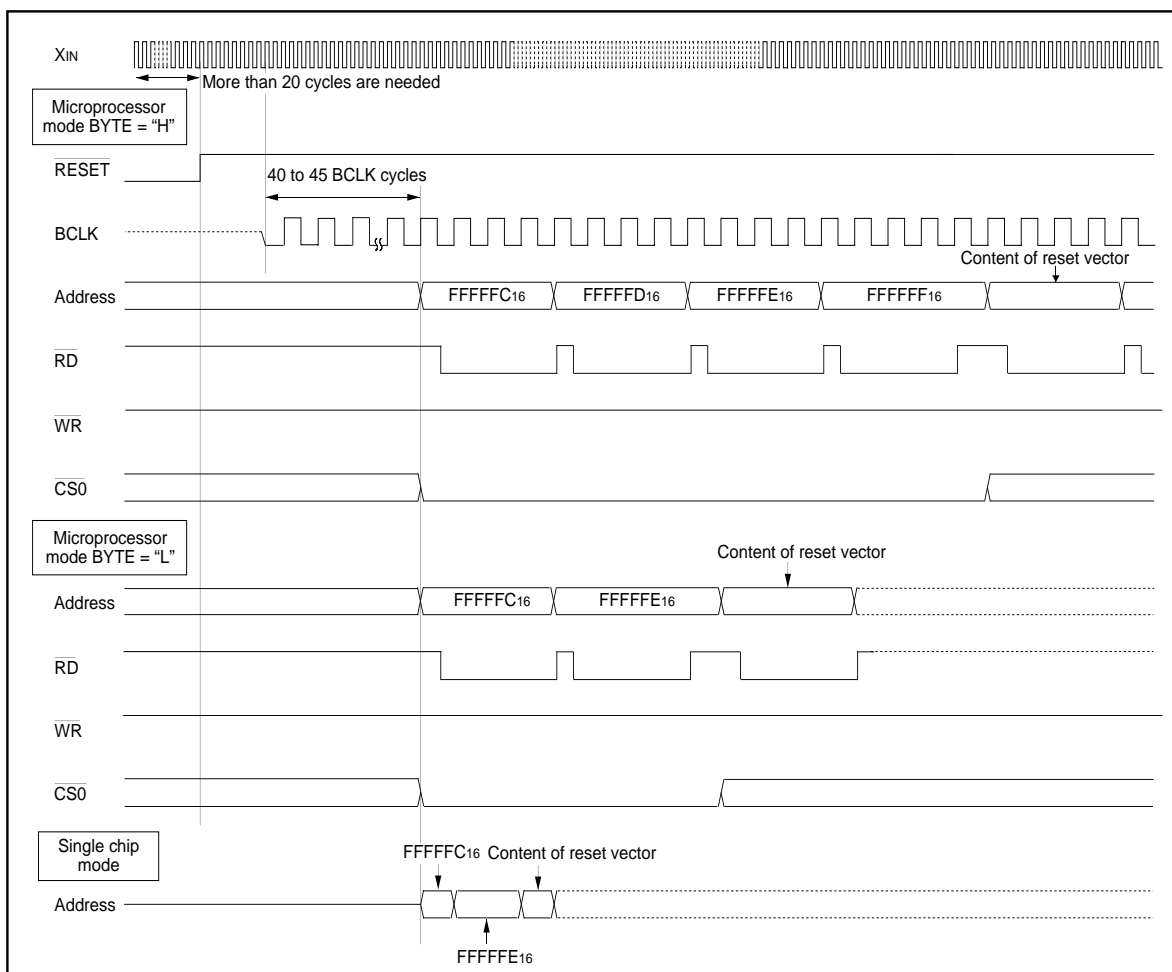 XIN
More than 20 cycles are needed
Microprocessor
mode BYTE = “H”
RESET
40 to 45 BCLK cycles
BCLK
Content of reset vector
Address
FFFFFC16
FFFFFD16
FFFFFE16
FFFFFF16
RD
WR
CS0
Microprocessor
mode BYTE = “L”
Content of reset vector
Address
FFFFFC16
FFFFFE16
RD
WR
CS0
Single chip
mode
FFFFFC16
Content of reset vector
Address
FFFFFE16